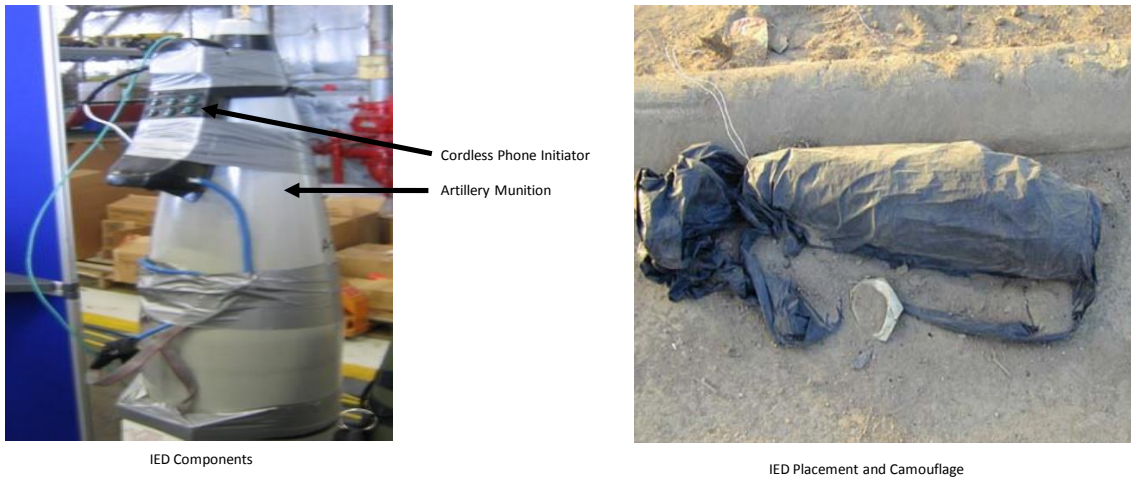 Cordless Phone Initiator
Artillery Munition
IED Components
IED Placement and Camouflage